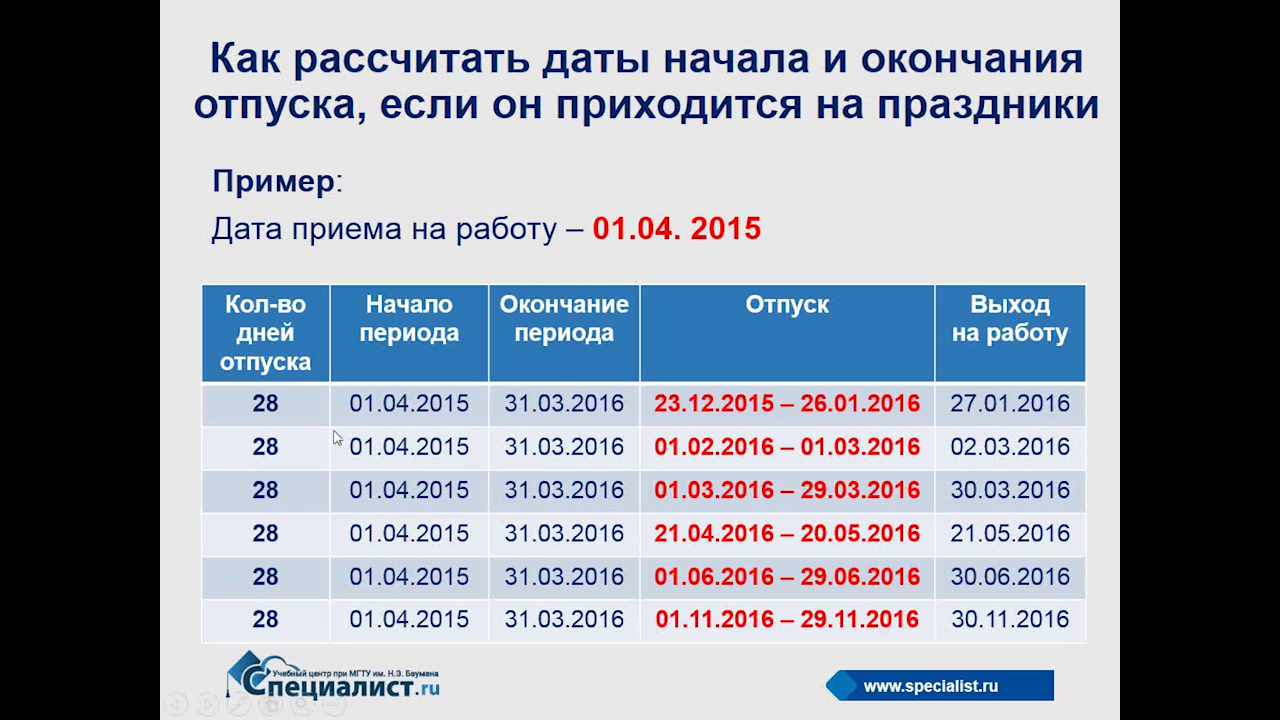 Как рассчитать даты начала и окончания
отпуска, если он приходится на праздники
Пример:
Дата приема на работу – 01.04. 2015
Кол-во дней отпуска Начало периода Окончание периода Отпуск Выход на работу
28 01.04.2015 31.03.2016 23.12.2015 – 26.01.2016 27.01.2016
28 01.04.2015 31.03.2016 01.02.2016 – 01.03.2016 02.03.2016
28 01.04.2015 31.03.2016 01.03.2016 – 29.03.2016 30.03.2016
28 01.04.2015 31.03.2016 21.04.2016 – 20.05.2016 21.05.2016
28 01.04.2015 31.03.2016 01.06.2016 – 29.06.2016 30.06.2016
28 01.04.2015 31.03.2016 01.11.2016 – 29.11.2016 30.11.2016
Учебный центр при МГТУ им. Н.Э. Баумана
Специалист.ru
www.specialist.ru